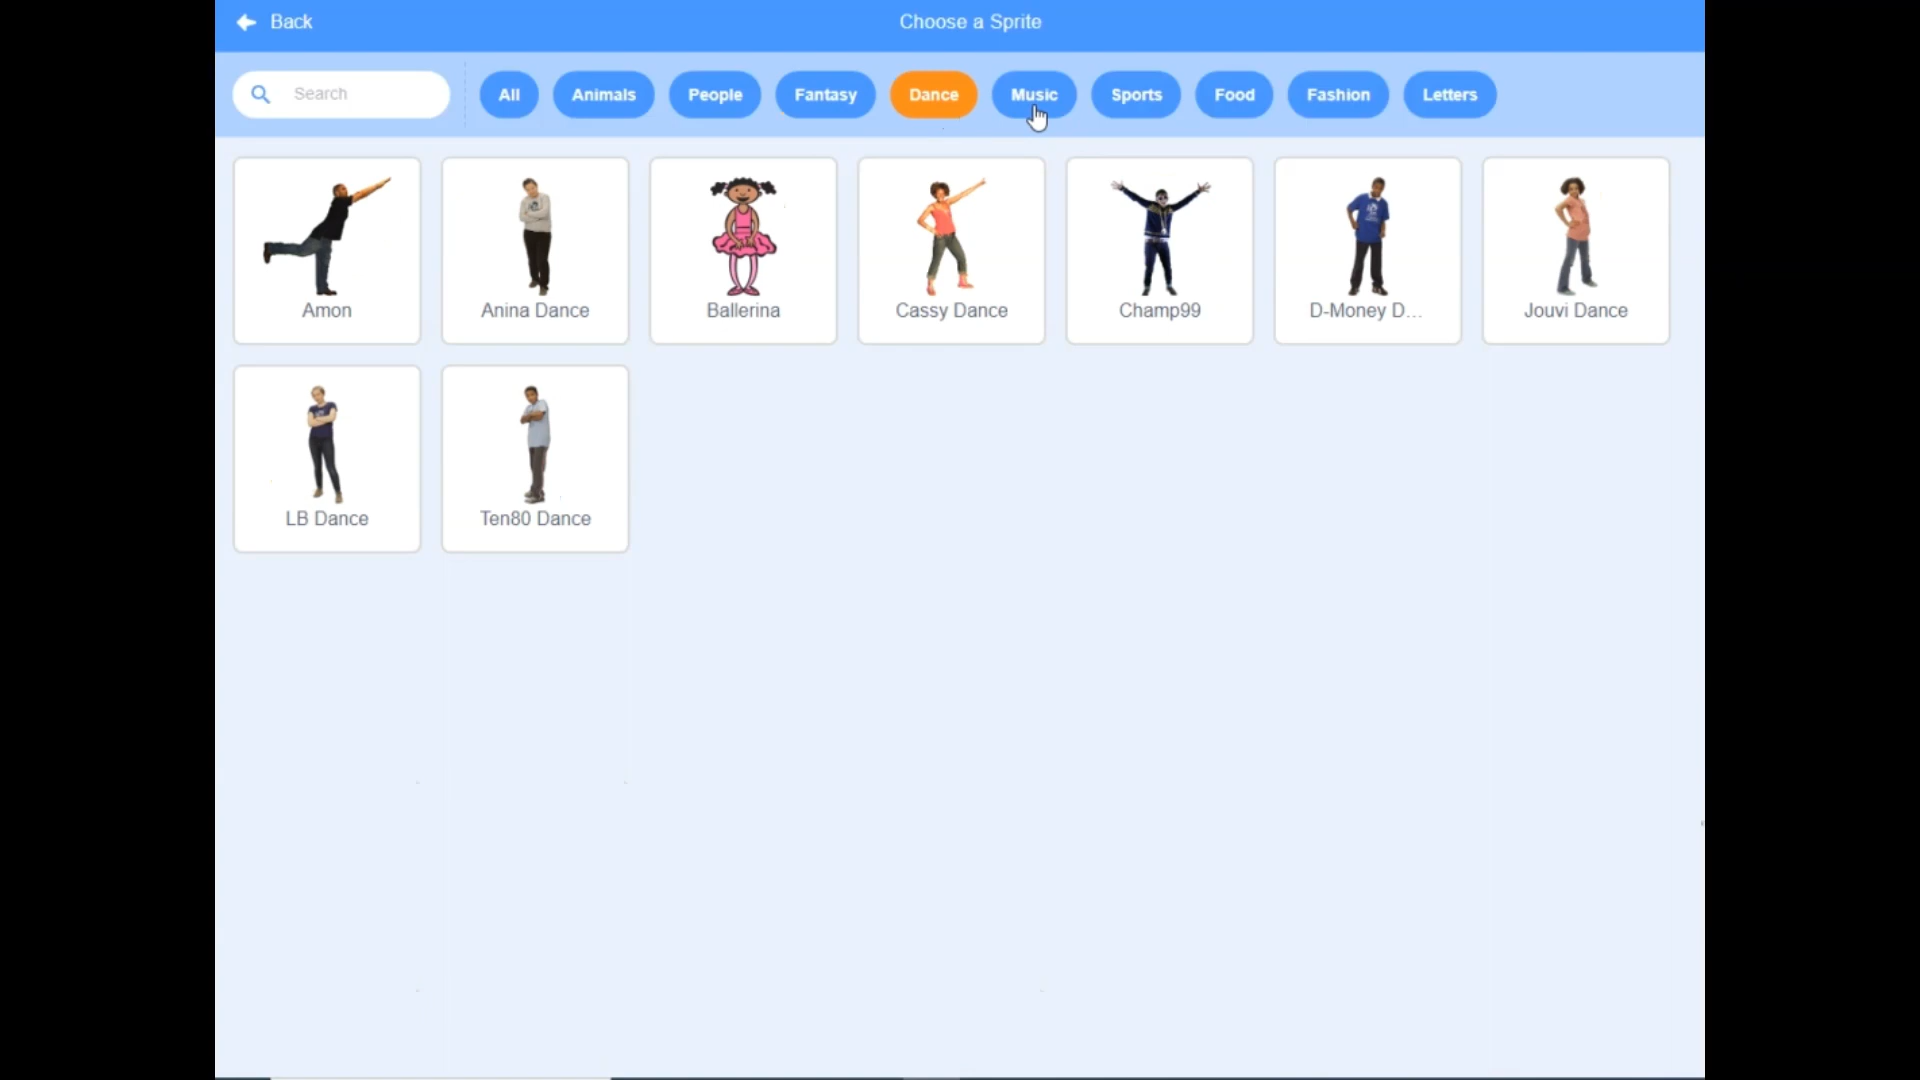 Back
Choose a Sprite
Search
All
Animals
People
Fantasy
Dance
Music
Sports
Food
Fashion
Letters
Amon
Anina Dance
Ballerina
Cassy Dance
Champ99
D-Money D...
Jouvi Dance
LB Dance
Ten80 Dance